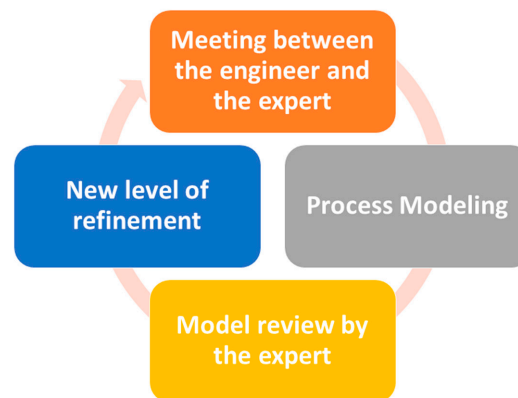 Meeting between
the engineer and
the expert
New level of
refinement
Process Modeling
Model review by
the expert